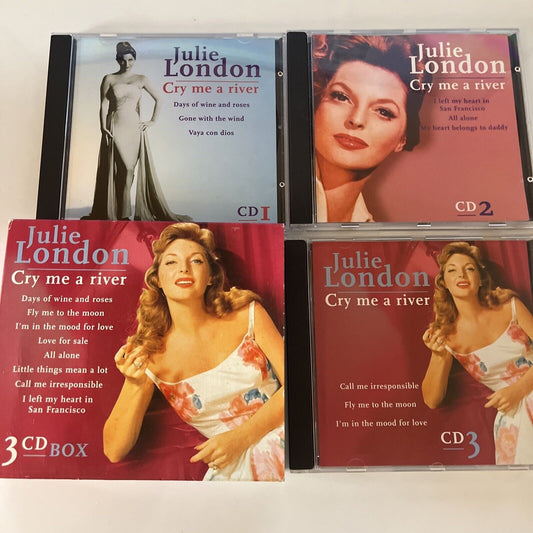 Julie
London
Cry me a river
Days of wine and roses
Gone with the wind
Vaya con dios
CD 1
Julie
London
Cry me a river
I left my heart in
San Francisco
All alone
My heart belongs to daddy
CD 2
Julie
London
Cry me a river
Days of wine and roses
Fly me to the moon
I'm in the mood for love
Love for sale
All alone
Little things mean a lot
Call me irresponsible
I left my heart in
San Francisco
3 CD BOX
Julie
London
Cry me a river
Call me irresponsible
Fly me to the moon
I'm in the mood for love
CD 3